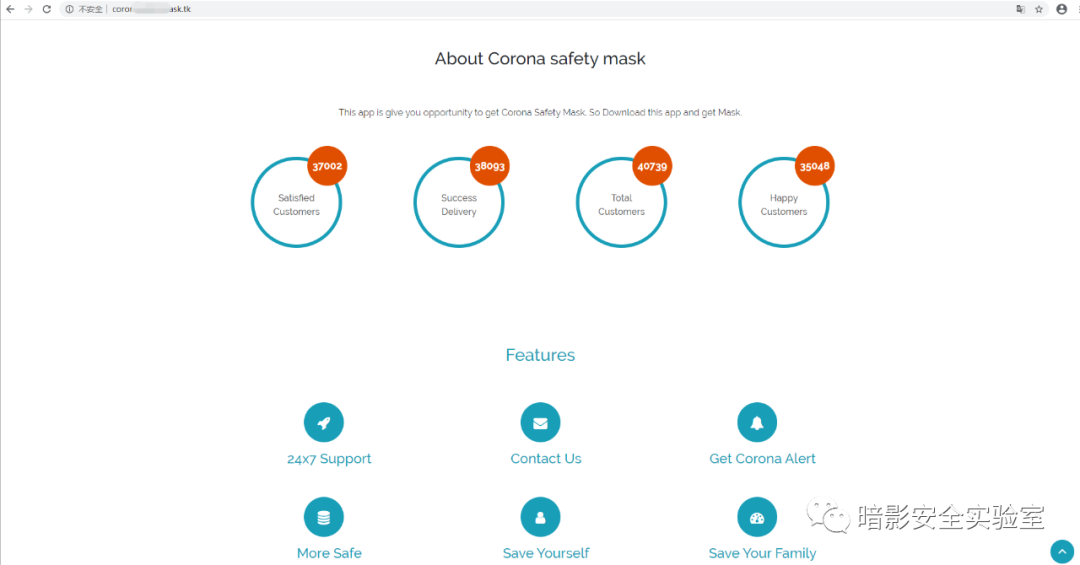 不安全
coror ask.tk
About Corona safety mask
This app is give you opportunity to get Corona Safety Mask. So Download this app and get Mask.
37002
Satisfied
Customers
38093
Success
Delivery
40739
Total
Customers
35048
Happy
Customers
Features
24x7 Support
Contact Us
Get Corona Alert
More Safe
Save Yourself
Save Your Family
暗影安全实验室